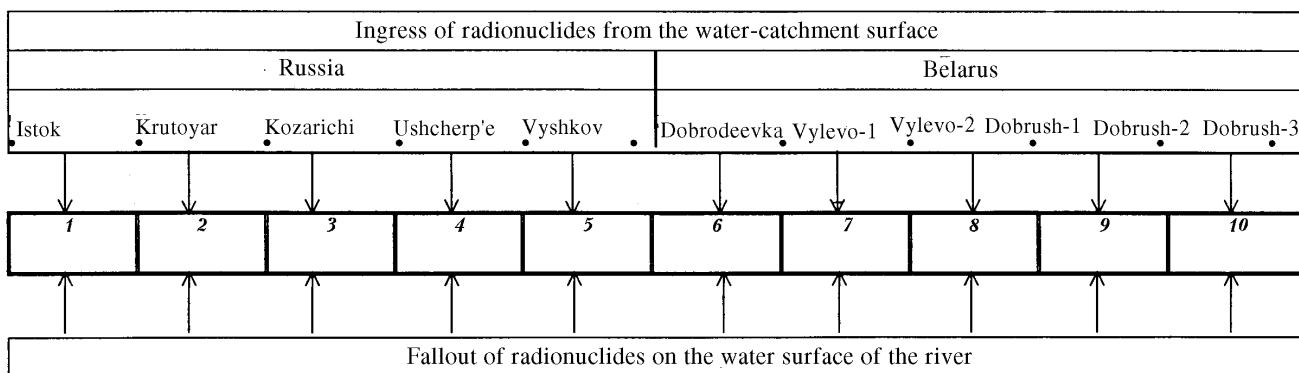 Ingress of radionuclides from the water-catchment surface
Russia Belarus
Istok Krutoyar Kozarichi Ushcherp'e Vyshkov Dobrodeevka Vylevo-1 Vylevo-2 Dobrush-1 Dobrush-2 Dobrush-3
1 2 3 4 5 6 7 8 9 10
Fallout of radionuclides on the water surface of the river